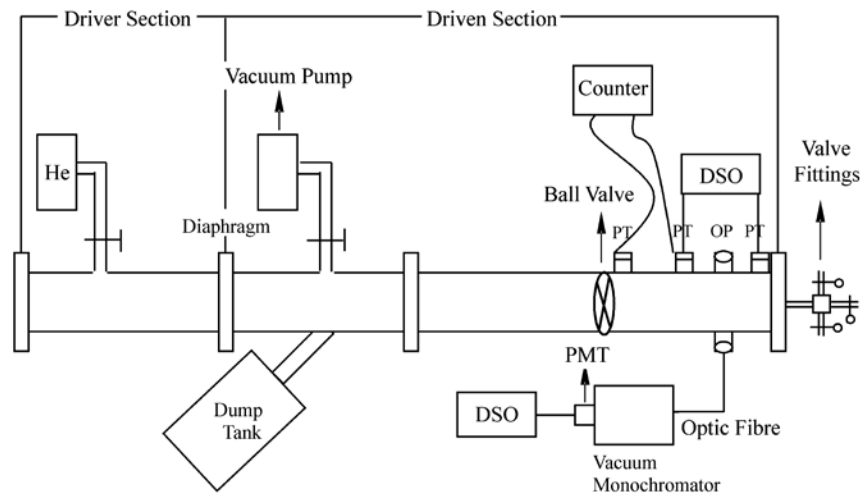 Driver Section
Driven Section
Vacuum Pump
Counter
He
DSO
Valve
Fittings
Ball Valve
Diaphragm
PT
PT
OP
PT
PMT
Dump
Tank
DSO
Optic Fibre
Vacuum
Monochromator